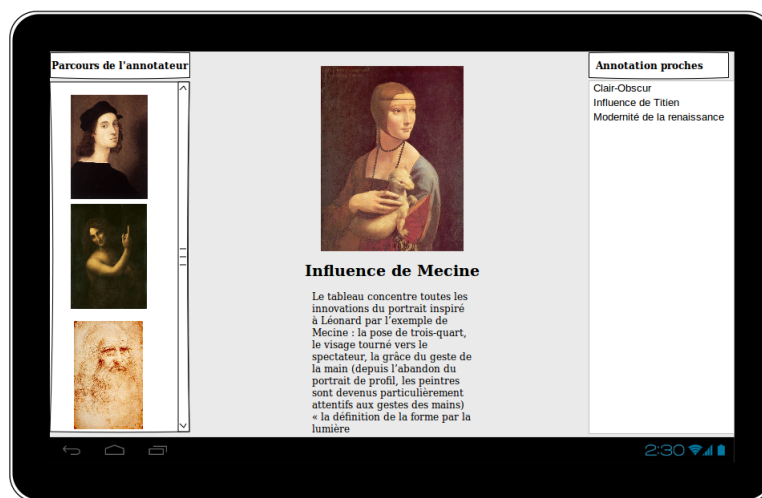 Parcours de l'annotateur
Influence de Mecine
Le tableau concentre toutes les
innovations du portrait inspiré
à Léonard par l'exemple de
Mecine : la pose de trois-quart,
le visage tourné vers le
spectateur, la grâce du geste de
la main (depuis l'abandon du
portrait de profil, les peintres
sont devenus particulièrement
attentifs aux gestes des mains)
« la définition de la forme par la
lumière
Annotation proches
Clair-Obscur
Influence de Titien
Modernité de la renaissance
2:30